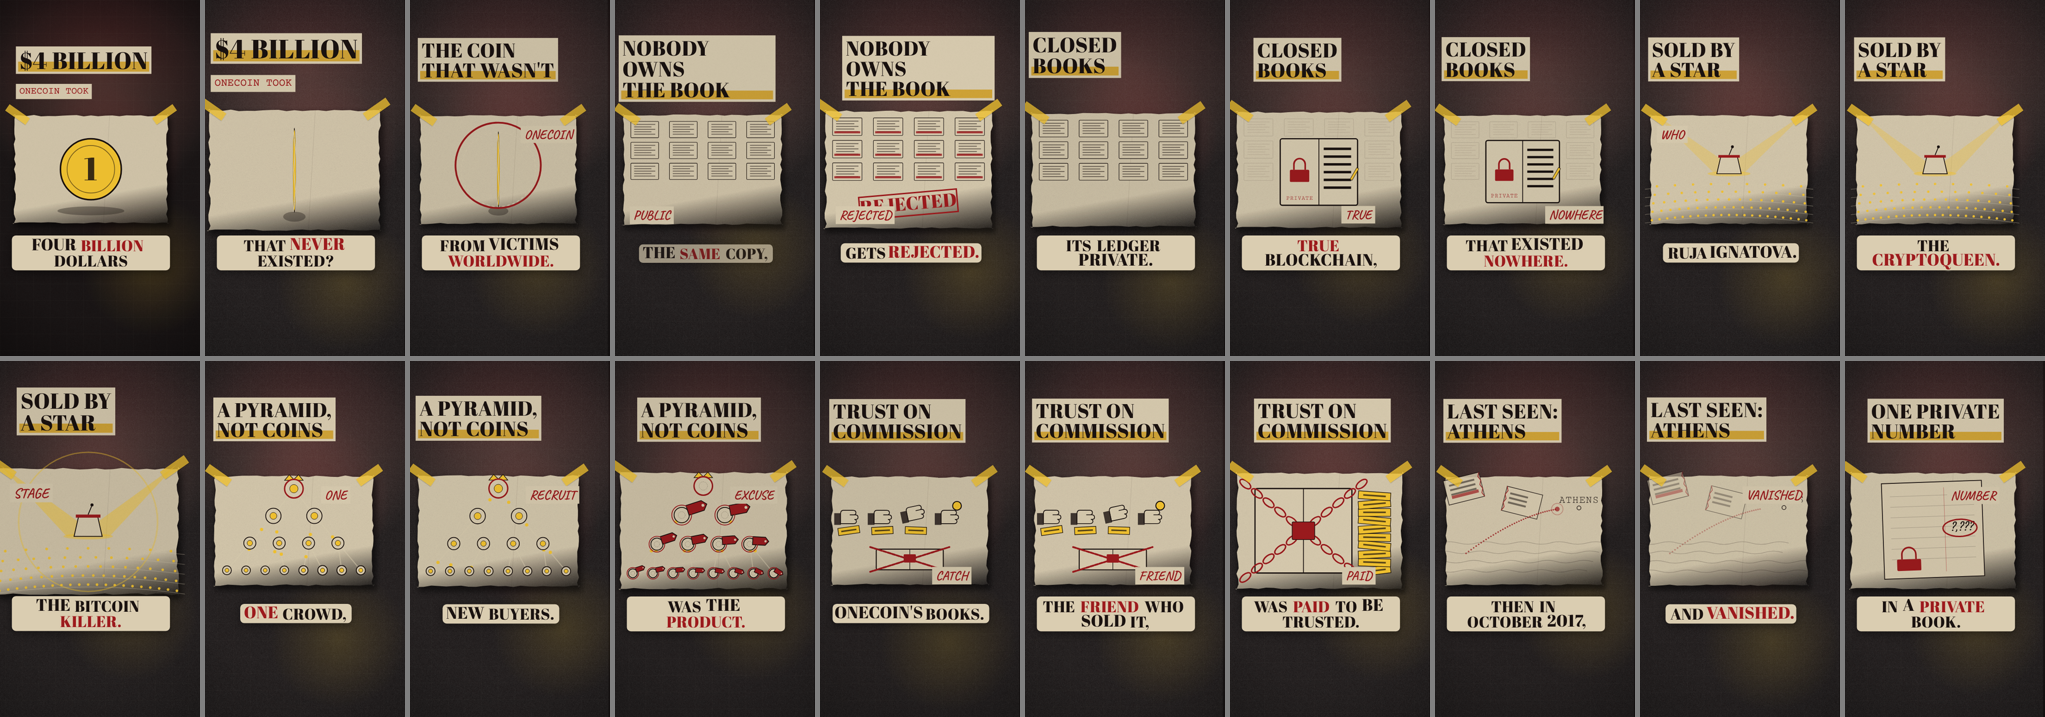 $4 BILLION
ONECOIN TOOK
1
FOUR BILLION
DOLLARS
$4 BILLION
ONECOIN TOOK
THAT NEVER
EXISTED?
THE COIN
THAT WASN'T
ONECOIN
FROM VICTIMS
WORLDWIDE.
NOBODY
OWNS
THE BOOK
PUBLIC
THE SAME COPY,
NOBODY
OWNS
THE BOOK
REJECTED
REJECTED
GETS REJECTED.
CLOSED
BOOKS
ITS LEDGER
PRIVATE.
CLOSED
BOOKS
PRIVATE
TRUE
TRUE
BLOCKCHAIN,
CLOSED
BOOKS
PRIVATE
NOWHERE
THAT EXISTED
NOWHERE.
SOLD BY
A STAR
WHO
RUJA IGNATOVA.
SOLD BY
A STAR
THE
CRYPTOQUEEN.
SOLD BY
A STAR
STAGE
THE BITCOIN
KILLER.
A PYRAMID,
NOT COINS
ONE
ONE CROWD,
A PYRAMID,
NOT COINS
RECRUIT
NEW BUYERS.
A PYRAMID,
NOT COINS
EXCUSE
WAS THE
PRODUCT.
TRUST ON
COMMISSION
CATCH
ONECOIN'S BOOKS.
TRUST ON
COMMISSION
FRIEND
THE FRIEND WHO
SOLD IT,
TRUST ON
COMMISSION
PAID
WAS PAID TO BE
TRUSTED.
LAST SEEN:
ATHENS
ATHENS
THEN IN
OCTOBER 2017,
LAST SEEN:
ATHENS
VANISHED
AND VANISHED.
ONE PRIVATE
NUMBER
NUMBER
?,???
IN A PRIVATE
BOOK.